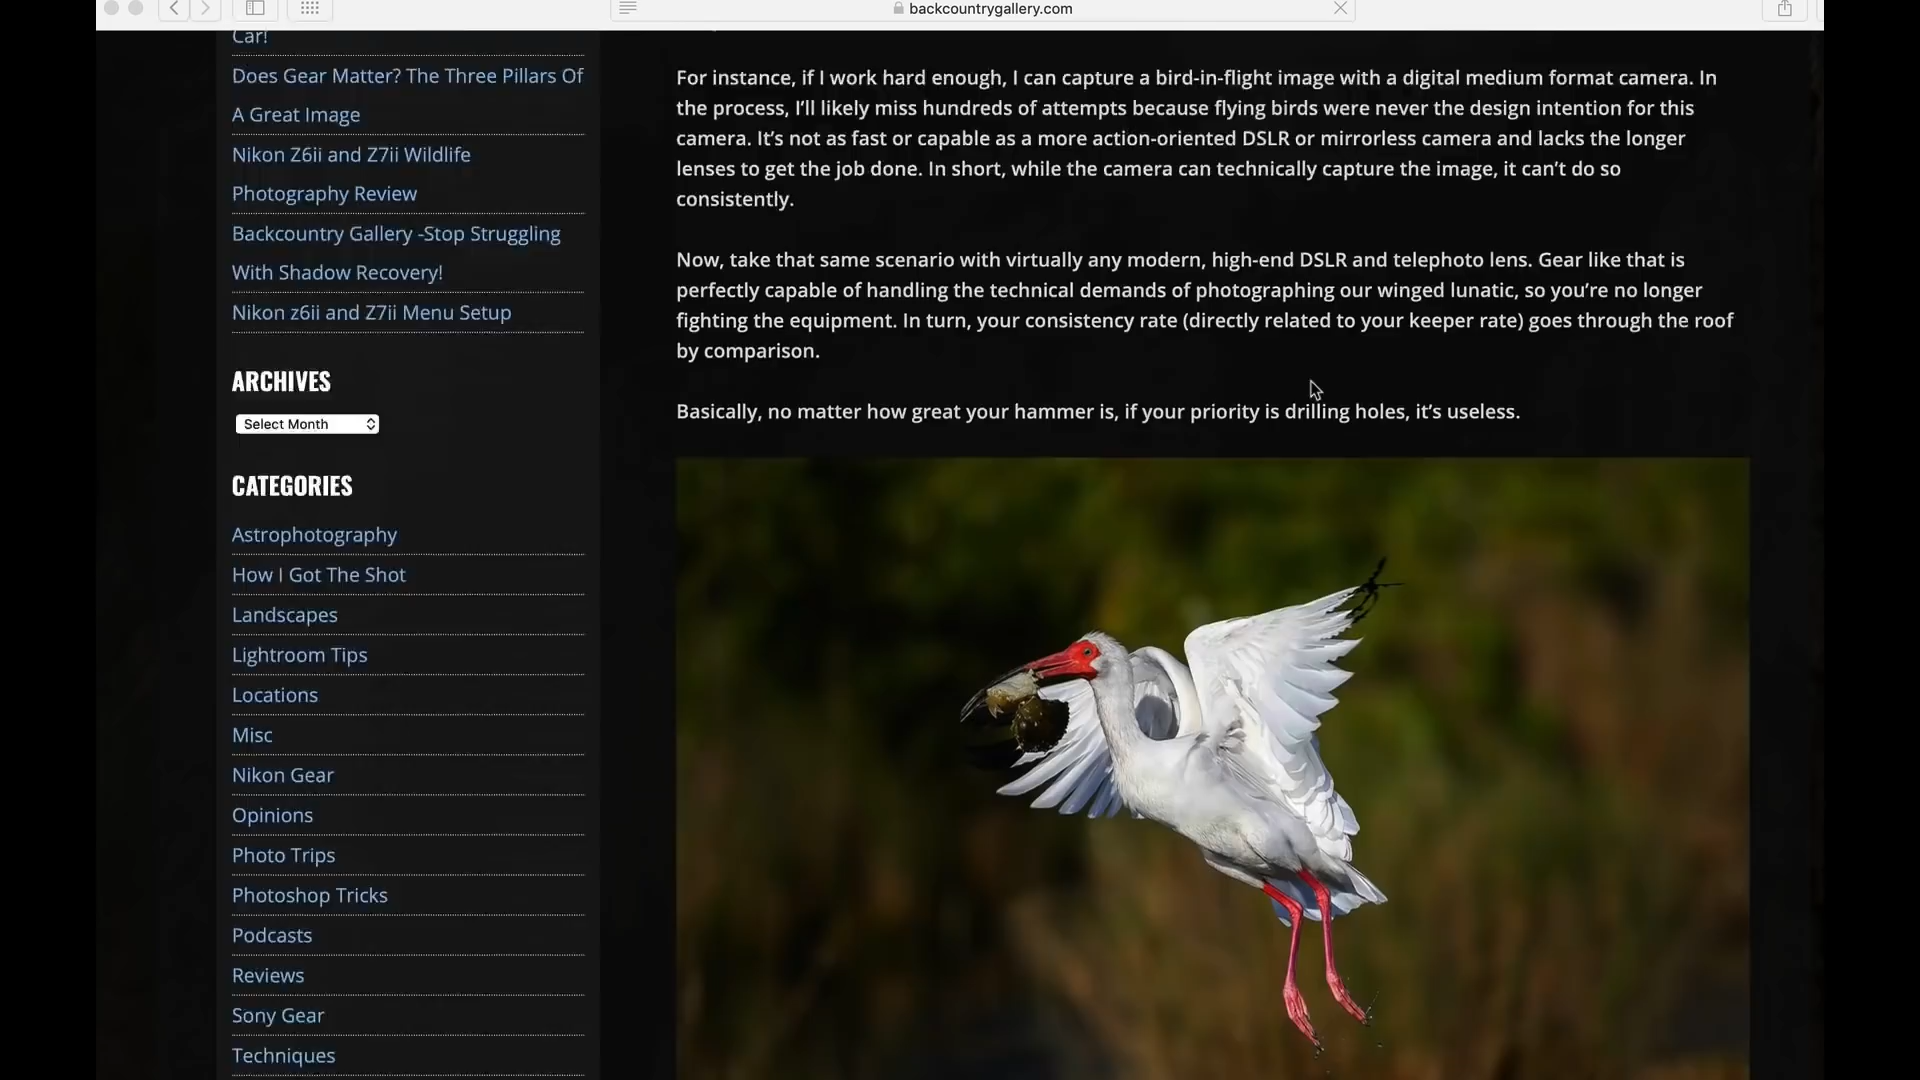 backcountrygallery.com
Car!
Does Gear Matter? The Three Pillars Of
A Great Image
Nikon Z6ii and Z7ii Wildlife
Photography Review
Backcountry Gallery -Stop Struggling
With Shadow Recovery!
Nikon z6ii and Z7ii Menu Setup
ARCHIVES
Select Month
CATEGORIES
Astrophotography
How I Got The Shot
Landscapes
Lightroom Tips
Locations
Misc
Nikon Gear
Opinions
Photo Trips
Photoshop Tricks
Podcasts
Reviews
Sony Gear
Techniques
For instance, if I work hard enough, I can capture a bird-in-flight image with a digital medium format camera. In
the process, I’ll likely miss hundreds of attempts because flying birds were never the design intention for this
camera. It’s not as fast or capable as a more action-oriented DSLR or mirrorless camera and lacks the longer
lenses to get the job done. In short, while the camera can technically capture the image, it can’t do so
consistently.
Now, take that same scenario with virtually any modern, high-end DSLR and telephoto lens. Gear like that is
perfectly capable of handling the technical demands of photographing our winged lunatic, so you’re no longer
fighting the equipment. In turn, your consistency rate (directly related to your keeper rate) goes through the roof
by comparison.
Basically, no matter how great your hammer is, if your priority is drilling holes, it’s useless.